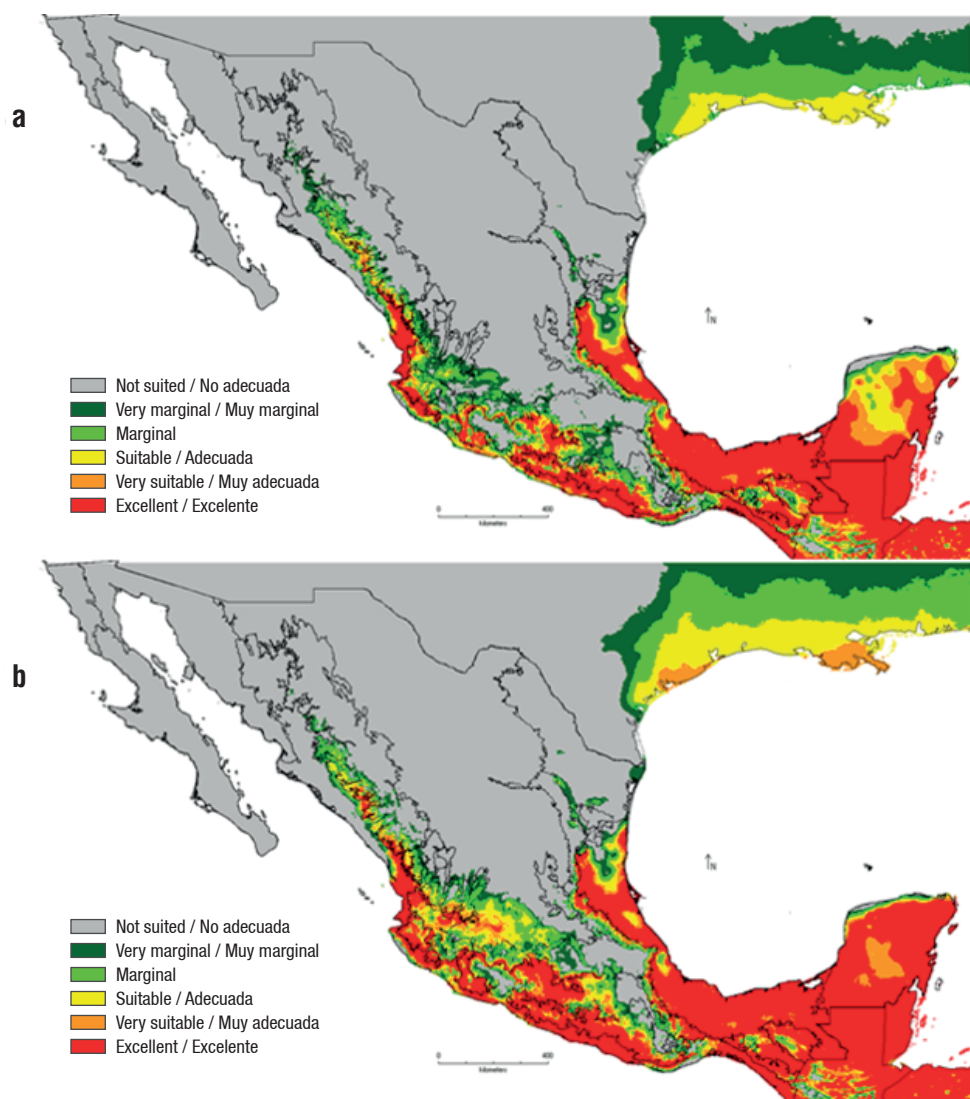 a
N
Not suited / No adecuada
Very marginal / Muy marginal
Marginal
Suitable / Adecuada
Very suitable / Muy adecuada
Excellent / Excelente
0 400
kilometers
b
N
Not suited / No adecuada
Very marginal / Muy marginal
Marginal
Suitable / Adecuada
Very suitable / Muy adecuada
Excellent / Excelente
0 400
kilometers